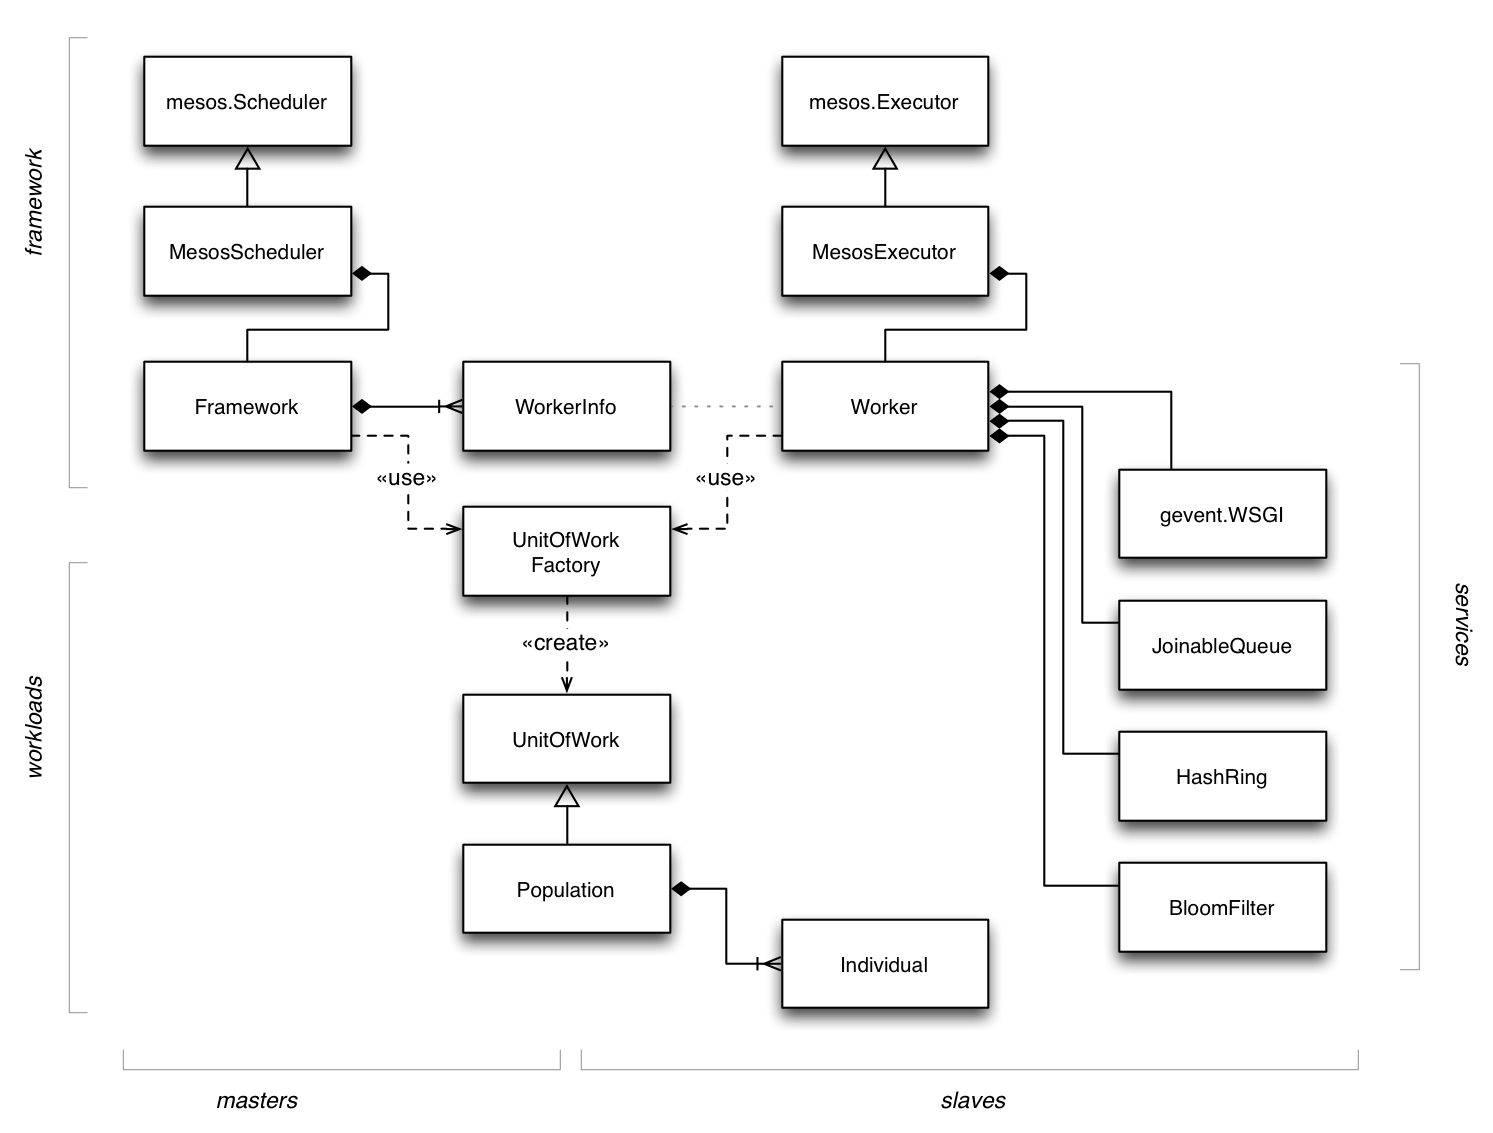 mesos.Scheduler
mesos.Executor
framework
MesosScheduler
MesosExecutor
Framework
WorkerInfo
Worker
«use»
«use»
gevent.WSGI
UnitOfWork
Factory
services
«create»
JoinableQueue
workloads
UnitOfWork
HashRing
Population
BloomFilter
Individual
masters
slaves